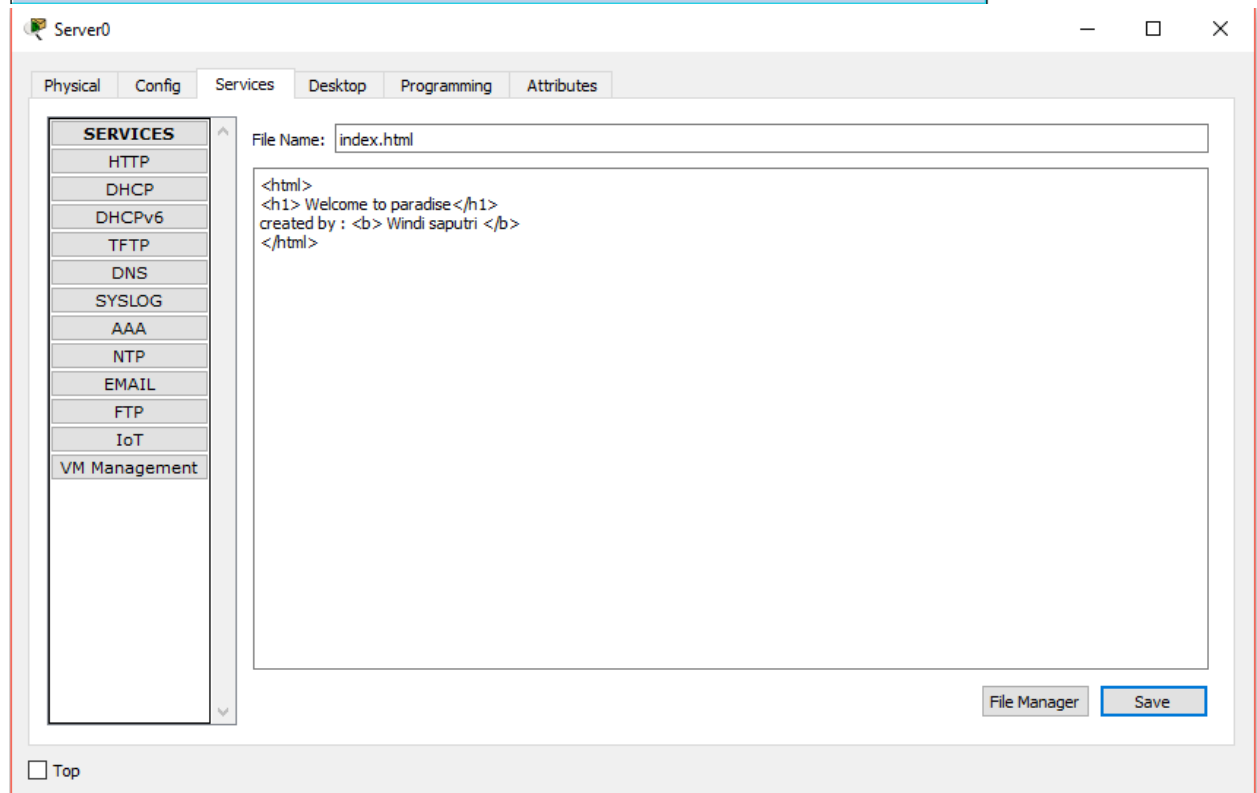 Server0
Physical Config Services Desktop Programming Attributes
SERVICES
HTTP
DHCP
DHCPv6
TFTP
DNS
SYSLOG
AAA
NTP
EMAIL
FTP
IoT
VM Management
File Name: index.html
<html>
<h1> Welcome to paradise</h1>
created by : <b> Windi saputri </b>
</html>
File Manager Save
Top